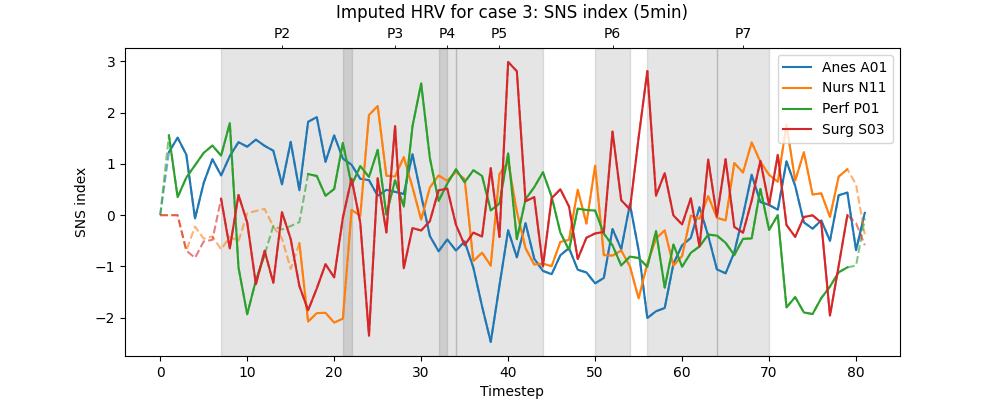 Imputed HRV for case 3: SNS index (5min)
P2 P3 P4 P5 P6 P7
Anes A01
Nurs N11
Perf P01
Surg S03
SNS index
3
2
1
0
−1
−2
0 10 20 30 40 50 60 70 80
Timestep